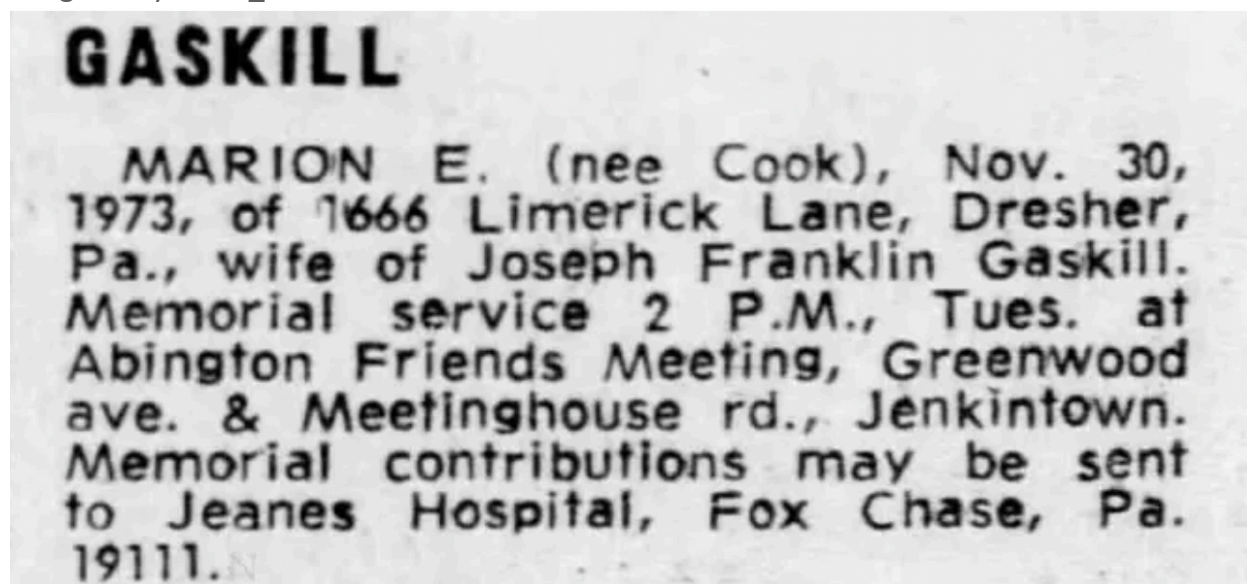 GASKILL
MARION E. (nee Cook), Nov. 30,
1973, of 1666 Limerick Lane, Dresher,
Pa., wife of Joseph Franklin Gaskill.
Memorial service 2 P.M., Tues. at
Abington Friends Meeting, Greenwood
ave. & Meetinghouse rd., Jenkintown.
Memorial contributions may be sent
to Jeanes Hospital, Fox Chase, Pa.
19111.